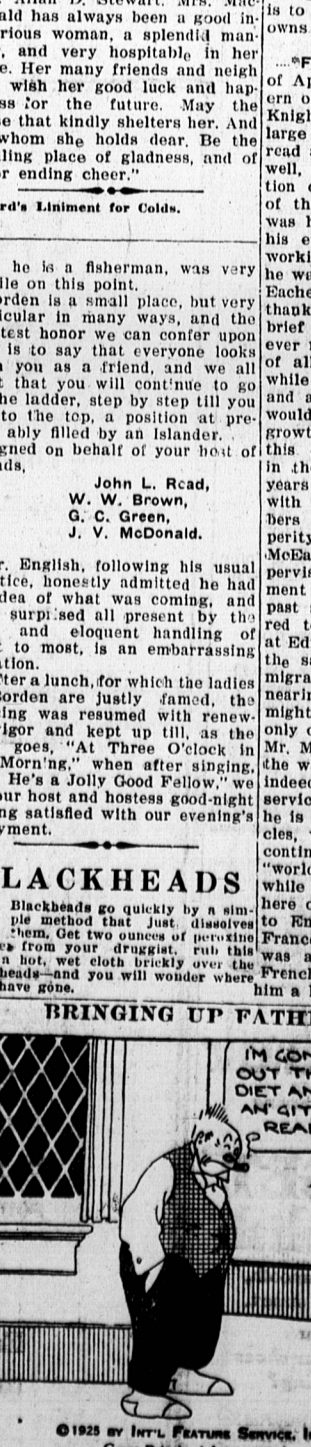 Allan D. Stewart. Mrs. Mac-
ald has always been a good in-
rious woman, a splendid man-
, and very hospitable in her
e. Her many friends and neigh
wish her good luck and hap-
ss for the future. May the
e that kindly shelters her. And
whom she holds dear. Be the
ling place of gladness, and of
r ending cheer."
rd's Liniment for Colds.
he is a fisherman, was very
ile on this point.
orden is a small place, but very
icular in many ways, and the
test honor we can confer upon
is to say that everyone looks
n you as a friend, and we all
t that you will continue to go
he ladder, step by step till you
to the top, a position at pre-
ably filled by an Islander.
gned on behalf of your host of
ds,
John L. Read,
W. W. Brown,
G. C. Green,
J. V. McDonald.
r. English, following his usual
tice, honestly admitted he had
dea of what was coming, and
surprised all present by the
and eloquent handling of
t to most, is an embarrassing
ation.
fter a lunch, for which the ladies
Borden are justly famed, the
ing was resumed with renew-
igor and kept up till, as the
goes, "At Three O'clock in
Morn'ng," when after singing,
He's a Jolly Good Fellow," we
our host and hostess good-night
ng satisfied with our evening's
yment.
LACKHEADS
Blackheads go quickly by a sim-
ple method that just dissolves
them. Get two ounces of peroxine
e from your druggist, rub this
n hot, wet cloth brickly over the
heads—and you will wonder where
have gone.
is to
owns
"F
of Ap
ern o
Knigh
large
read
well,
tion
of th
was h
his e
worki
he wa
Eache
thank
brief
ever
of all
while
and a
would
growt
this
in the
years
with
bers
perity
McEa
pervis
ment
past
red t
at Ed
the s
migra
nearin
might
only
Mr. M
the w
indeed
servic
he is
cles,
contin
"worl
while
here
to En
Franc
was a
French
him a
BRINGING UP FATH
I'M GO
OUT TH
DIET AN
AN' GIT
REA
© 1925 BY INT'L FEATURE SERVICE, I